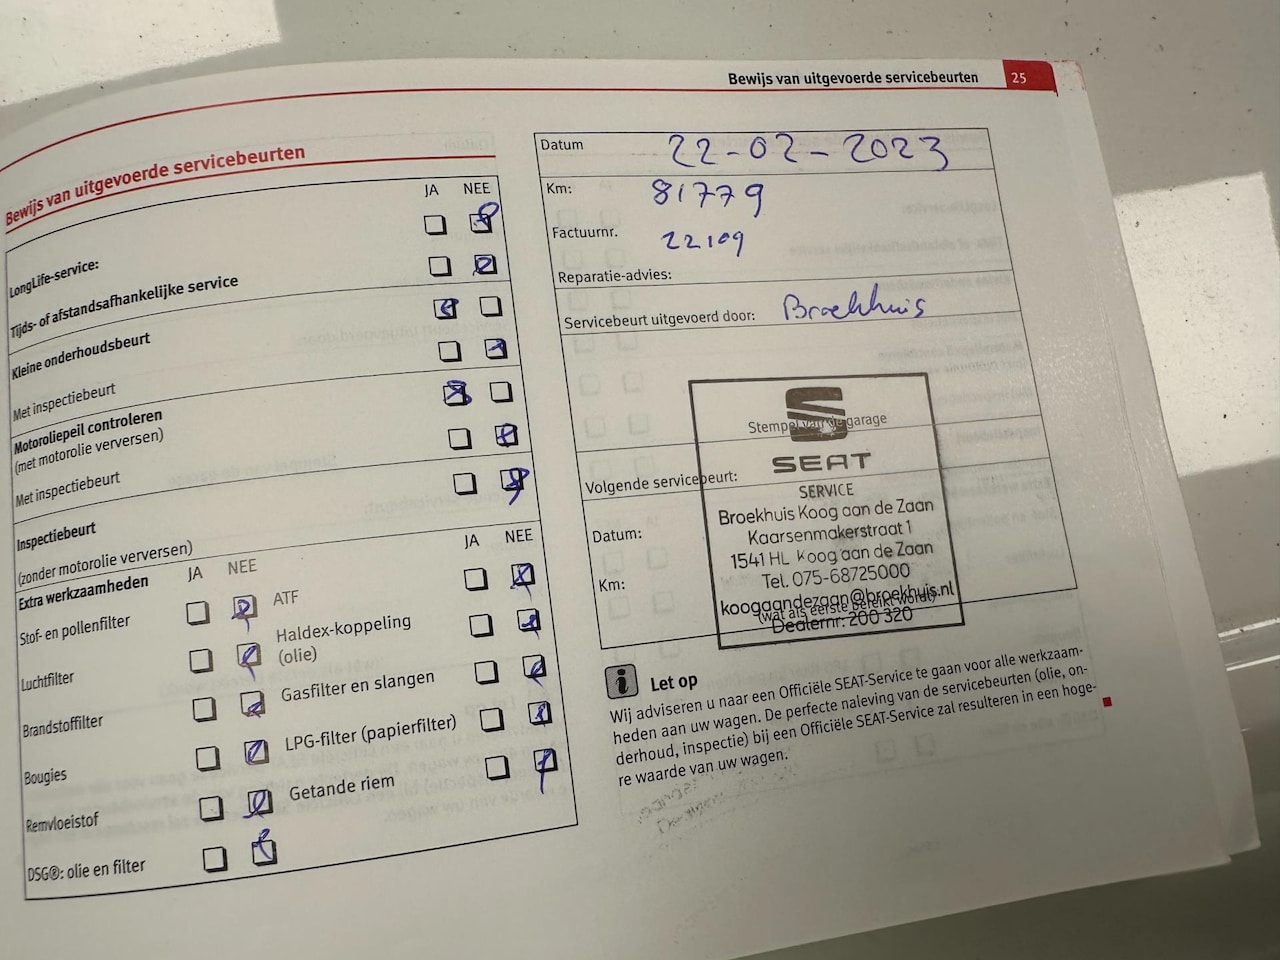 Bewijs van uitgevoerde servicebeurten 25
Bewijs van uitgevoerde servicebeurten
JA NEE
LongLife-service:
Tijds- of afstandsafhankelijke service
Kleine onderhoudsbeurt
Met inspectiebeurt
Motoroliepeil controleren
(met motorolie verversen)
Met inspectiebeurt
Inspectiebeurt
(zonder motorolie verversen)
Extra werkzaamheden JA NEE JA NEE
Stof- en pollenfilter
Luchtfilter
Brandstoffilter
Bougies
Remvloeistof
DSG®: olie en filter
ATF
Haldex-koppeling
(olie)
Gasfilter en slangen
LPG-filter (papierfilter)
Getande riem
Datum 22-02-2023
Km: 81779
Factuurnr. 22109
Reparatie-advies:
Servicebeurt uitgevoerd door: Broekhuis
Stempel van de garage
SEAT
SERVICE
Broekhuis Koog aan de Zaan
Kaarsenmakerstraat 1
1541 HL Koog aan de Zaan
Tel. 075-68725000
koogaandezaan@broekhuis.nl
Dealernr: 200 320
Volgende servicebeurt:
Datum:
Km:
(wat als eerste bereikt wordt)
i Let op
Wij adviseren u naar een Officiële SEAT-Service te gaan voor alle werkzaam-
heden aan uw wagen. De perfecte naleving van de servicebeurten (olie, on-
derhoud, inspectie) bij een Officiële SEAT-Service zal resulteren in een hoge-
re waarde van uw wagen.